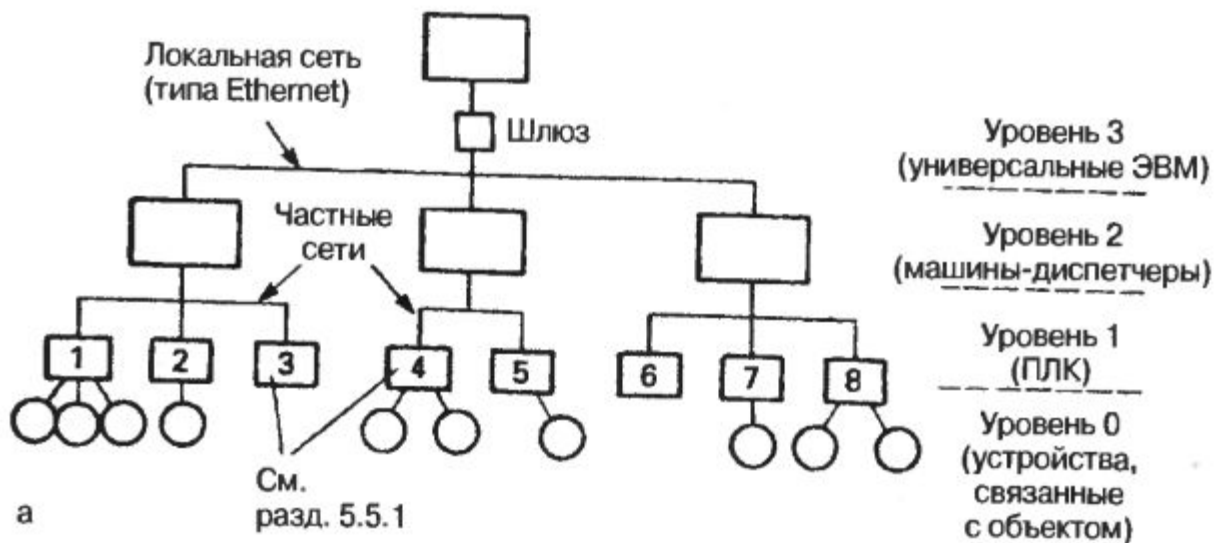 Локальная сеть
(типа Ethernet)
Шлюз
Уровень 3
(универсальные ЭВМ)
Частные
сети
Уровень 2
(машины-диспетчеры)
1
2
3
4
5
6
7
8
Уровень 1
(ПЛК)
Уровень 0
(устройства,
связанные
с объектом)
См.
разд. 5.5.1
а